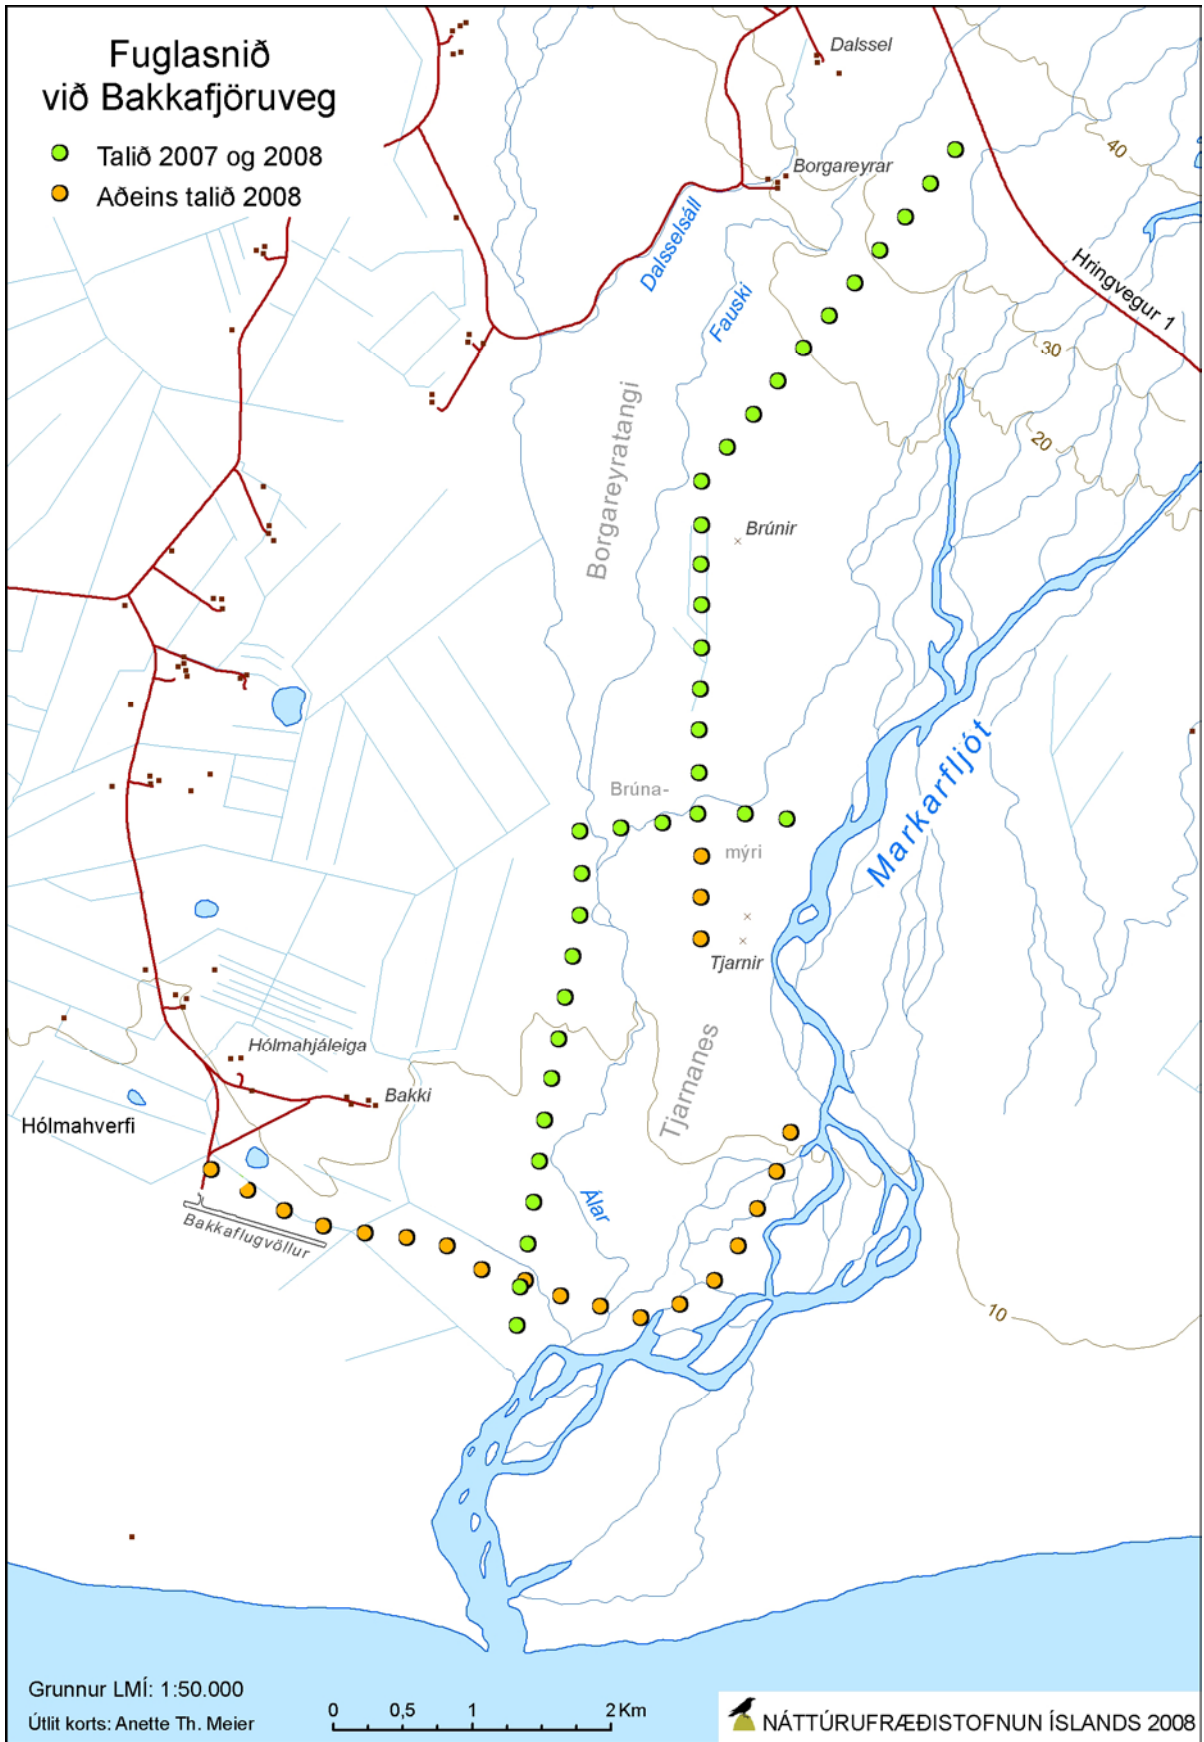 Fuglasnið
við Bakkafjöruveg
Talið 2007 og 2008
Aðeins talið 2008
Dalssel
Borgareyrar
40
Dalsselsáll
Fauski
Hringvegur 1
30
20
Borgareyratangi
Brúnir
Markarfljót
Brúna-
mýri
Tjarnir
Tjarnanes
Hólmahjáleiga
Bakki
Hólmahverfi
Álar
Bakkaflugvöllur
10
Grunnur LMÍ: 1:50.000
Útlit korts: Anette Th. Meier
0 0,5 1 2 Km
NÁTTÚRUFRÆÐISTOFNUN ÍSLANDS 2008